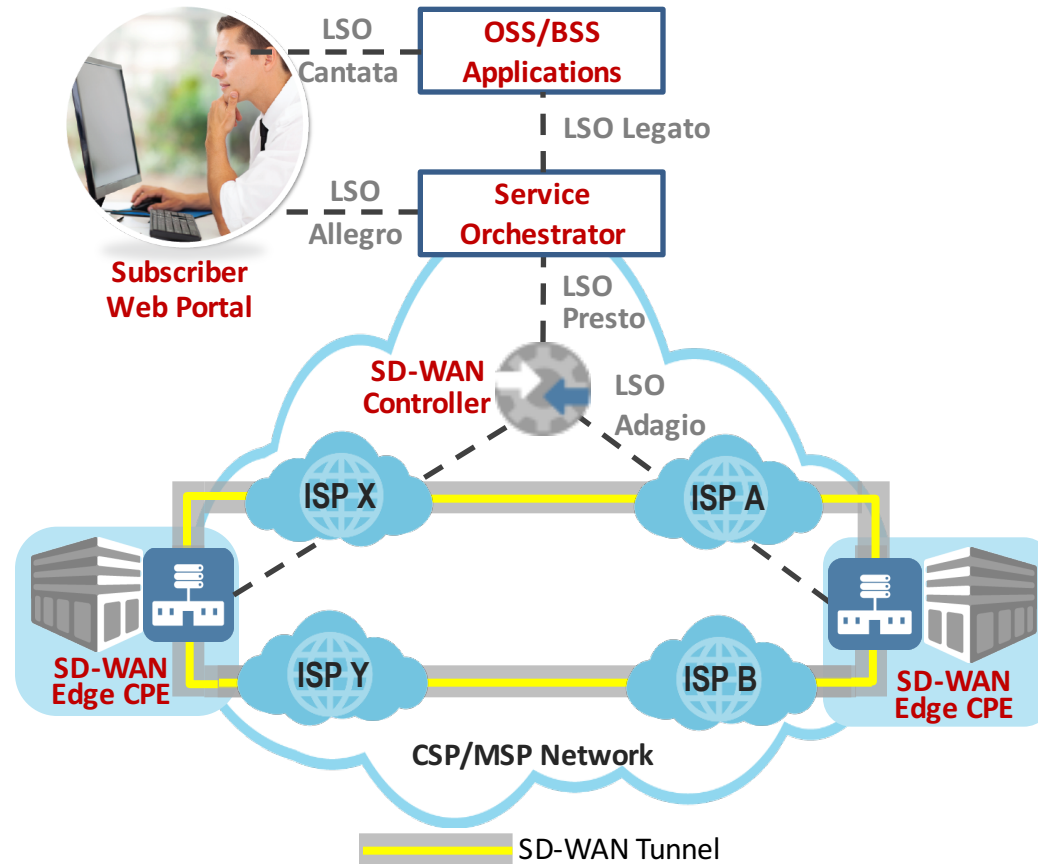 LSO
Cantata
OSS/BSS
Applications
LSO Legato
LSO
Allegro
Service
Orchestrator
Subscriber
Web Portal
LSO
Presto
SD-WAN
Controller
LSO
Adagio
ISP X
ISP A
SD-WAN
Edge CPE
ISP Y
ISP B
SD-WAN
Edge CPE
CSP/MSP Network
SD-WAN Tunnel